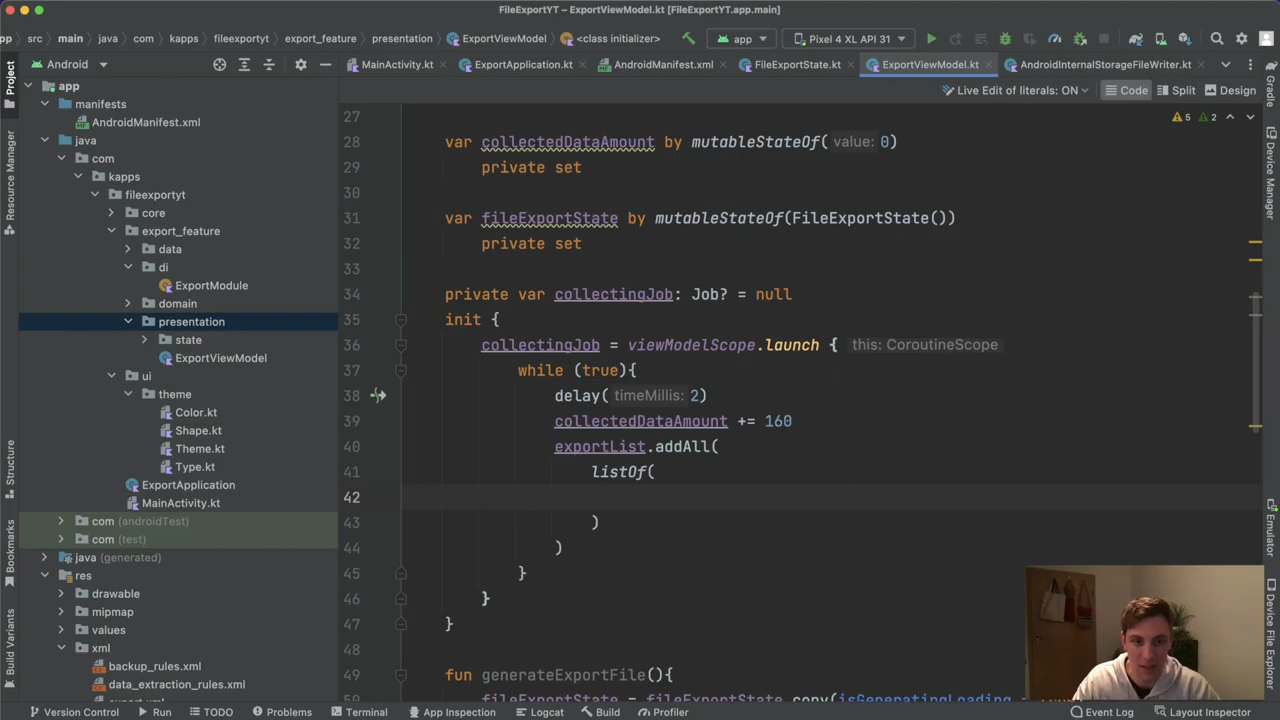 FileExportYT – ExportViewModel.kt [FileExportYT.app.main]
pp src main java com kapps fileexportyt export_feature presentation ExportViewModel <class initializer> app Pixel 4 XL API 31
Android
MainActivity.kt ExportApplication.kt AndroidManifest.xml FileExportState.kt ExportViewModel.kt AndroidInternalStorageFileWriter.kt
Live Edit of literals: ON Code Split Design
Project
Resource Manager
Structure
Bookmarks
Build Variants
app
manifests
AndroidManifest.xml
java
com
kapps
fileexportyt
core
export_feature
data
di
ExportModule
domain
presentation
state
ExportViewModel
ui
theme
Color.kt
Shape.kt
Theme.kt
Type.kt
ExportApplication
MainActivity.kt
com (androidTest)
com (test)
java (generated)
res
drawable
mipmap
values
xml
backup_rules.xml
data_extraction_rules.xml
5 2
27
28 var collectedDataAmount by mutableStateOf( value: 0)
29 private set
30
31 var fileExportState by mutableStateOf(FileExportState())
32 private set
33
34 private var collectingJob: Job? = null
35 init {
36 collectingJob = viewModelScope.launch { this: CoroutineScope
37 while (true){
38 delay( timeMillis: 2)
39 collectedDataAmount += 160
40 exportList.addAll(
41 listOf(
42
43 )
44 )
45 }
46 }
47 }
48
49 fun generateExportFile(){
50 fileExportState = fileExportState.copy(isGeneratingLoading
Gradle
Device Manager
Emulator
Device File Explorer
Version Control Run TODO Problems Terminal App Inspection Logcat Build Profiler Event Log Layout Inspector